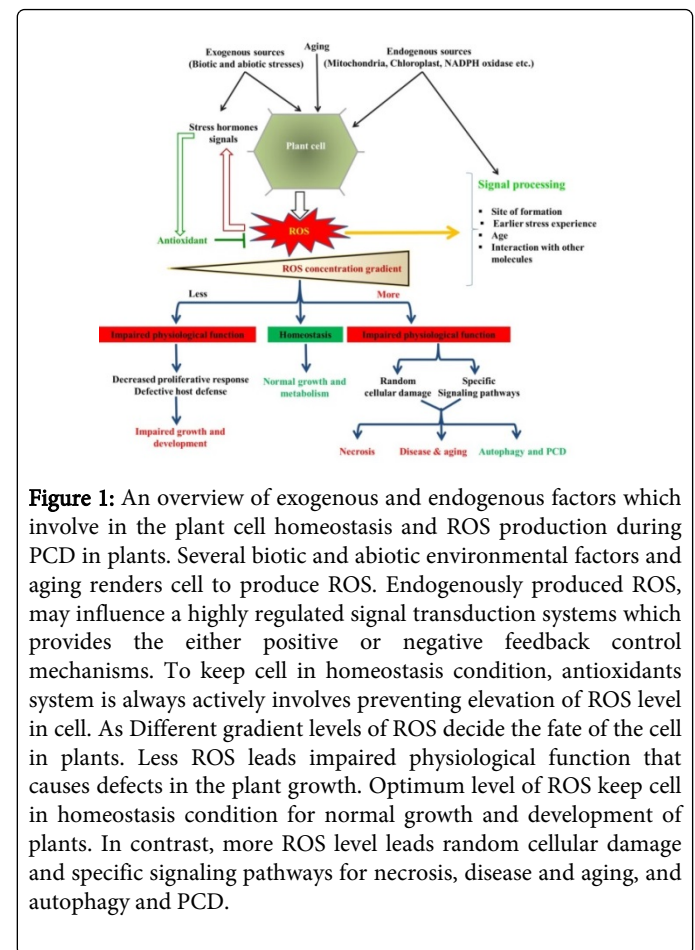 Exogenous sources
(Biotic and abiotic stresses)
Aging
Endogenous sources
(Mitochondria, Chloroplast, NADPH oxidase etc.)
Stress hormones
signals
Plant cell
Signal processing
▪ Site of formation
▪ Earlier stress experience
▪ Age
▪ Interaction with other
molecules
Antioxidant
ROS
ROS concentration gradient
Less
More
Impaired physiological function
Homeostasis
Impaired physiological function
Decreased proliferative response
Defective host defense
Normal growth and
metabolism
Random
cellular damage
Specific
Signaling pathways
Impaired growth and
development
Necrosis
Disease & aging
Autophagy and PCD
Figure 1: An overview of exogenous and endogenous factors which
involve in the plant cell homeostasis and ROS production during
PCD in plants. Several biotic and abiotic environmental factors and
aging renders cell to produce ROS. Endogenously produced ROS,
may influence a highly regulated signal transduction systems which
provides the either positive or negative feedback control
mechanisms. To keep cell in homeostasis condition, antioxidants
system is always actively involves preventing elevation of ROS level
in cell. As Different gradient levels of ROS decide the fate of the cell
in plants. Less ROS leads impaired physiological function that
causes defects in the plant growth. Optimum level of ROS keep cell
in homeostasis condition for normal growth and development of
plants. In contrast, more ROS level leads random cellular damage
and specific signaling pathways for necrosis, disease and aging, and
autophagy and PCD.